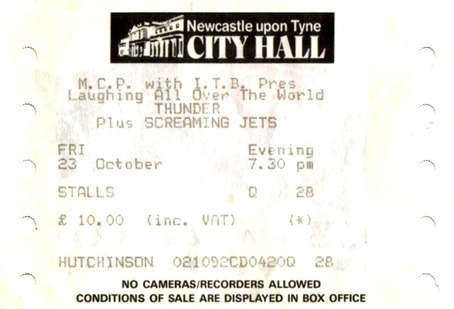 Newcastle upon Tyne
CITY HALL
M.C.P. with I.T.B. Pres
Laughing All Over The World
THUNDER
Plus SCREAMING JETS
FRI Evening
23 October 7.30 pm
STALLS Q 28
£ 10.00 (inc. VAT) (*)
HUTCHINSON 021092CD0420Q 28
NO CAMERAS/RECORDERS ALLOWED
CONDITIONS OF SALE ARE DISPLAYED IN BOX OFFICE